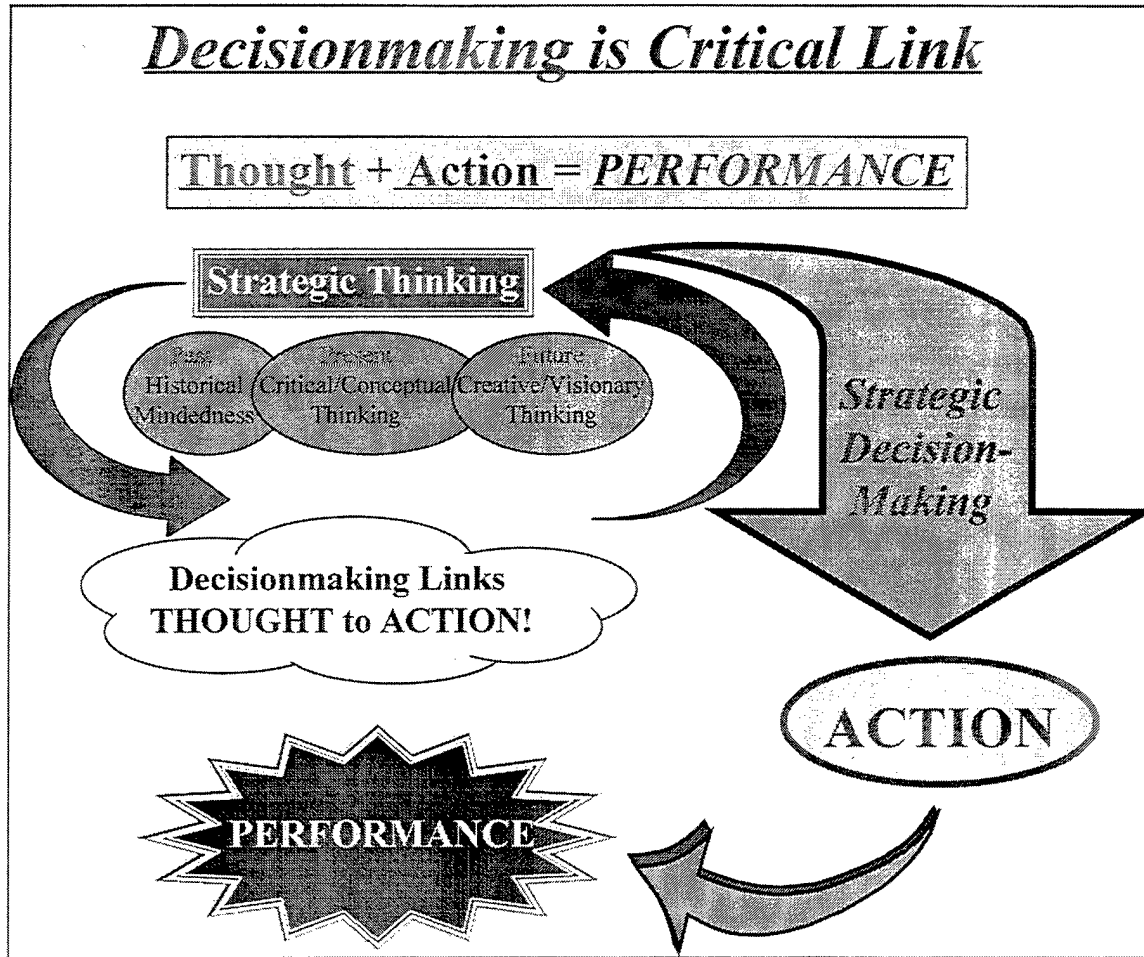 Decisionmaking is Critical Link
Thought + Action = PERFORMANCE
Strategic Thinking
Past
Historical
Mindedness
Present
Critical/Conceptual
Thinking
Future
Creative/Visionary
Thinking
Strategic
Decision-
Making
Decisionmaking Links
THOUGHT to ACTION!
ACTION
PERFORMANCE